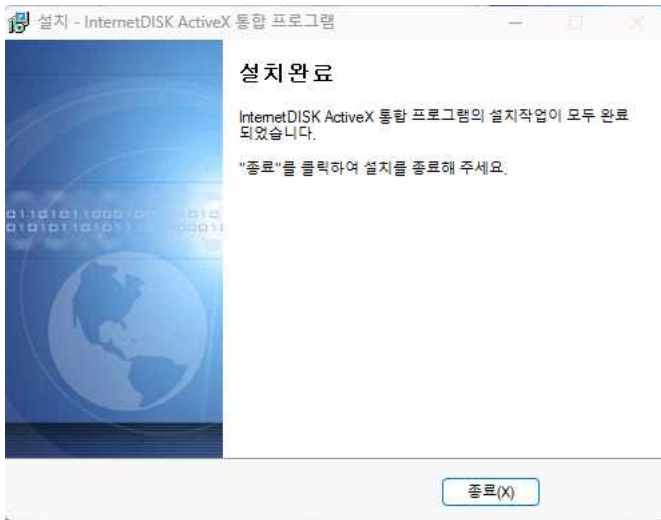 설치 - InternetDISK ActiveX 통합 프로그램
설치완료
InternetDISK ActiveX 통합 프로그램의 설치작업이 모두 완료
되었습니다.
"종료"를 클릭하여 설치를 종료해 주세요.
종료(X)